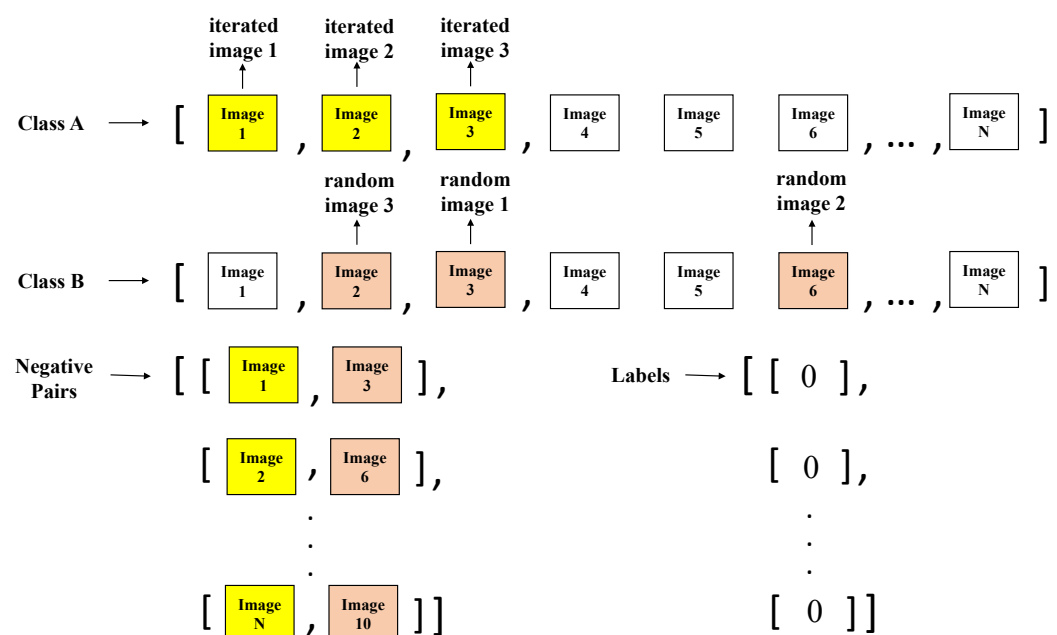 iterated iterated iterated
image 1 image 2 image 3
Class A [ Image 1 , Image 2 , Image 3 , Image 4 Image 5 Image 6 , ... , Image N ]
random random random
image 3 image 1 image 2
Class B [ Image 1 , Image 2 , Image 3 , Image 4 Image 5 Image 6 , ... , Image N ]
Negative
Pairs [ [ Image 1 , Image 3 ] , Labels [ [ 0 ] ,
[ Image 2 , Image 6 ] , [ 0 ] ,
. .
. .
. .
[ Image N , Image 10 ] ] [ 0 ] ]